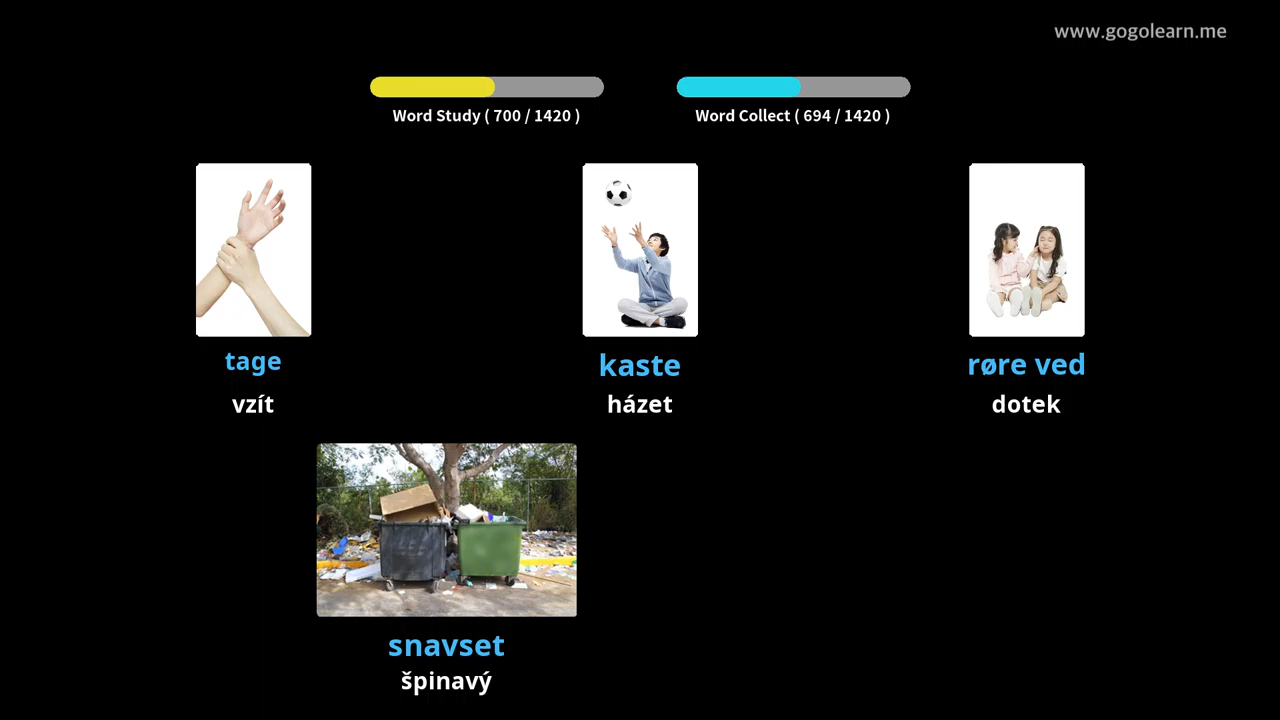 www.gogolearn.me
Word Study ( 700 / 1420 )
Word Collect ( 694 / 1420 )
tage
vzít
kaste
házet
røre ved
dotek
snavset
špinavý